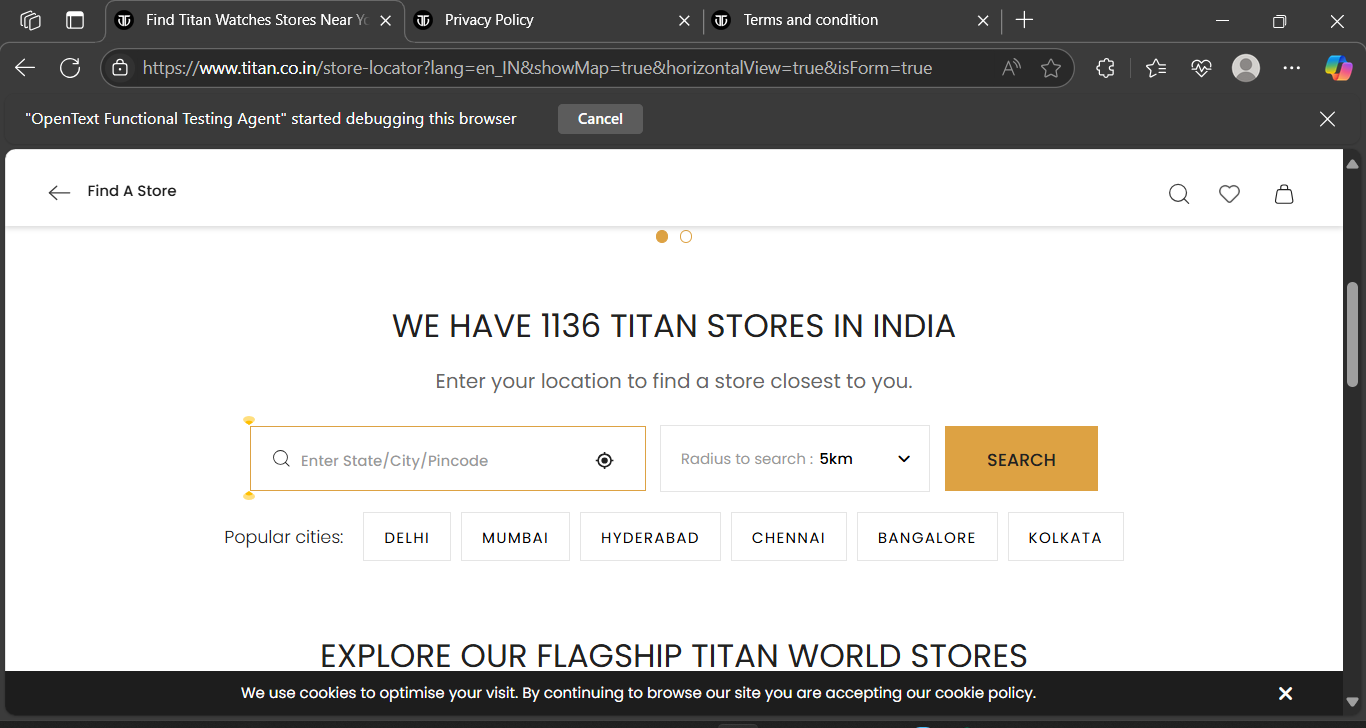 Find Titan Watches Stores Near Yo
Privacy Policy
Terms and condition
https://www.titan.co.in/store-locator?lang=en_IN&showMap=true&horizontalView=true&isForm=true
"OpenText Functional Testing Agent" started debugging this browser
Cancel
Find A Store
WE HAVE 1136 TITAN STORES IN INDIA
Enter your location to find a store closest to you.
Enter State/City/Pincode
Radius to search : 5km
SEARCH
Popular cities: DELHI MUMBAI HYDERABAD CHENNAI BANGALORE KOLKATA
EXPLORE OUR FLAGSHIP TITAN WORLD STORES
We use cookies to optimise your visit. By continuing to browse our site you are accepting our cookie policy.